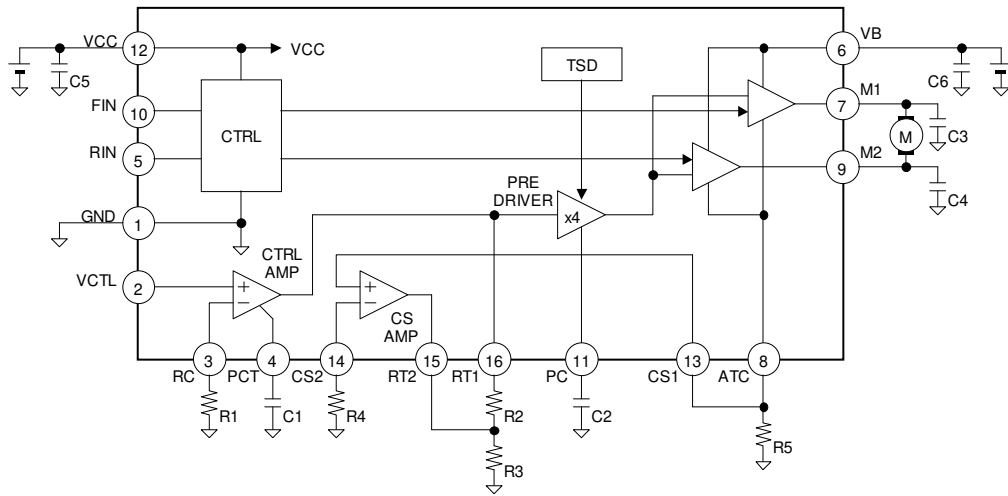 VCC
12
VCC
C5
TSD
6
VB
C6
FIN
10
CTRL
7
M1
C3
M
RIN
5
9
M2
C4
PRE
DRIVER
x4
GND
1
CTRL
AMP
VCTL
2
+
−
+
−
CS
AMP
3
4
14
15
16
11
13
8
RC
PCT
CS2
RT2
RT1
PC
CS1
ATC
R1
C1
R4
R2
C2
R5
R3